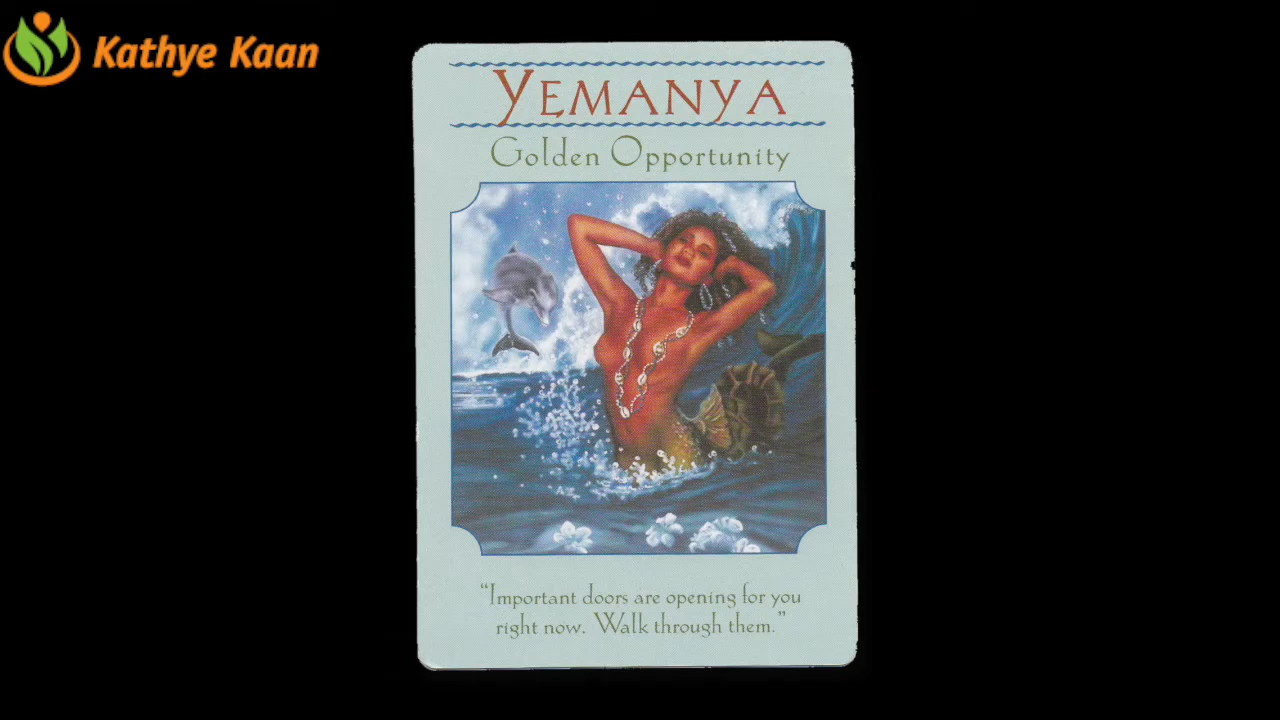 Kathye Kaan
YEMANYA
Golden Opportunity
“Important doors are opening for you
right now. Walk through them.”